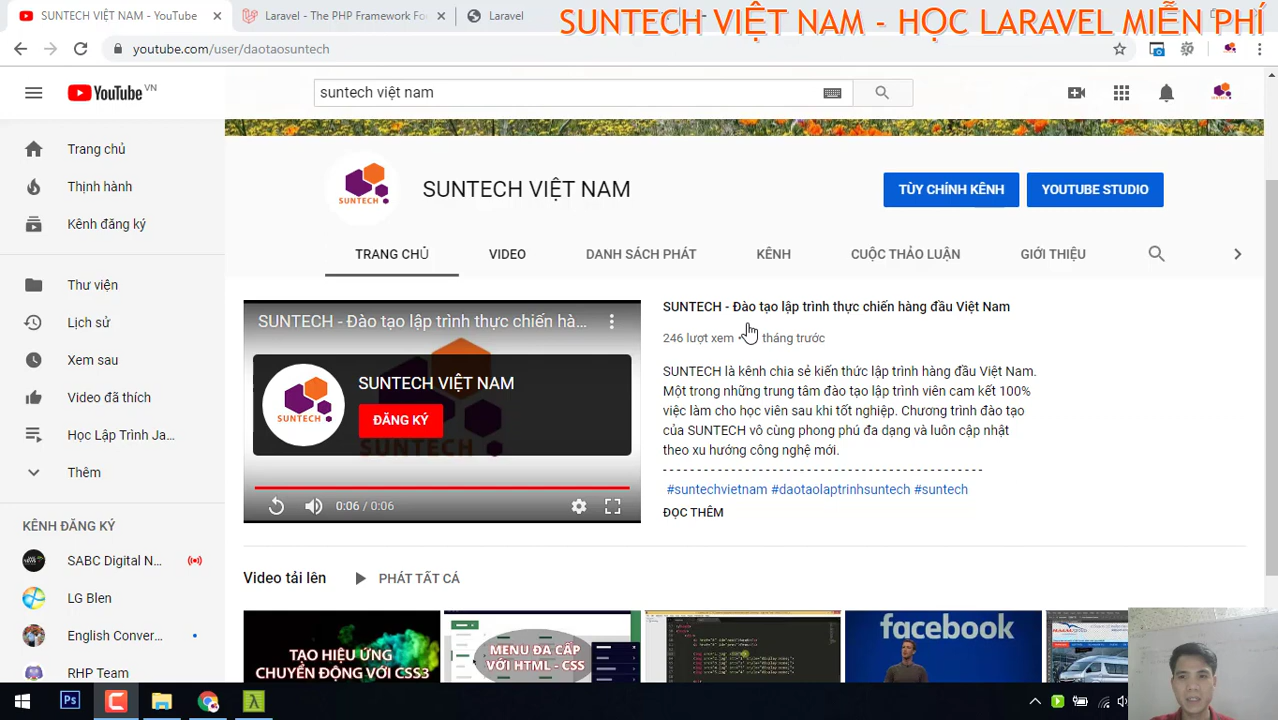 SUNTECH VIỆT NAM - YouTube
Laravel - The PHP Framework For
Laravel
SUNTECH VIỆT NAM - HỌC LARAVEL MIỄN PHÍ
youtube.com/user/daotaosuntech
YouTube VN
suntech việt nam
Trang chủ
Thịnh hành
Kênh đăng ký
Thư viện
Lịch sử
Xem sau
Video đã thích
Học Lập Trình Ja...
Thêm
KÊNH ĐĂNG KÝ
SABC Digital N...
LG Blen
English Conver...
SUNTECH
SUNTECH VIỆT NAM
TÙY CHỈNH KÊNH
YOUTUBE STUDIO
TRANG CHỦ
VIDEO
DANH SÁCH PHÁT
KÊNH
CUỘC THẢO LUẬN
GIỚI THIỆU
SUNTECH - Đào tạo lập trình thực chiến hà...
SUNTECH
SUNTECH VIỆT NAM
ĐĂNG KÝ
0:06 / 0:06
SUNTECH - Đào tạo lập trình thực chiến hàng đầu Việt Nam
246 lượt xem • tháng trước
SUNTECH là kênh chia sẻ kiến thức lập trình hàng đầu Việt Nam.
Một trong những trung tâm đào tạo lập trình viên cam kết 100%
việc làm cho học viên sau khi tốt nghiệp. Chương trình đào tạo
của SUNTECH vô cùng phong phú đa dạng và luôn cập nhật
theo xu hướng công nghệ mới.
- - - - - - - - - - - - - - - - - - - - - - - - - - - - - - - - - - - - - - - - - - - - - - - - -
#suntechvietnam #daotaolaptrinhsuntech #suntech
ĐỌC THÊM
Video tải lên
PHÁT TẤT CẢ
TẠO HIỆU ỨNG
CHUYỂN ĐỘNG VỚI CSS3
MENU ĐA CẤP
VỚI HTML - CSS
facebook
Ps